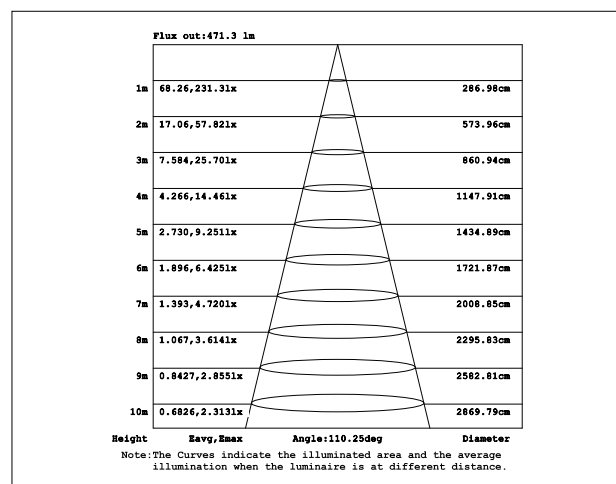 Flux out:471.3 lm
1m 68.26,231.3lx 286.98cm
2m 17.06,57.82lx 573.96cm
3m 7.584,25.70lx 860.94cm
4m 4.266,14.46lx 1147.91cm
5m 2.730,9.251lx 1434.89cm
6m 1.896,6.425lx 1721.87cm
7m 1.393,4.720lx 2008.85cm
8m 1.067,3.614lx 2295.83cm
9m 0.8427,2.855lx 2582.81cm
10m 0.6826,2.313lx 2869.79cm
Height Eavg,Emax Angle:110.25deg Diameter
Note:The Curves indicate the illuminated area and the average
illumination when the luminaire is at different distance.